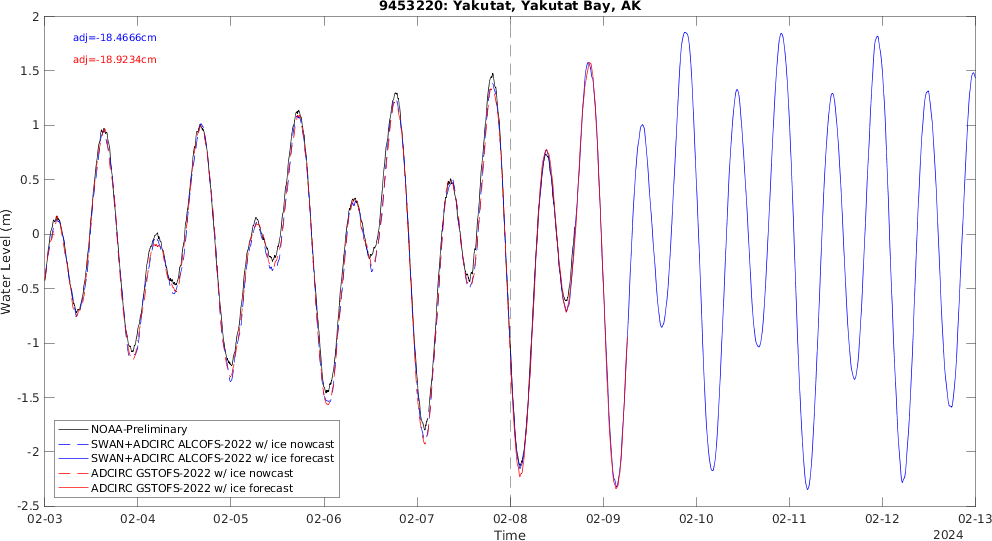 9453220: Yakutat, Yakutat Bay, AK
adj=-18.4666cm
adj=-18.9234cm
2
1.5
1
0.5
0
-0.5
-1
-1.5
-2
-2.5
Water Level (m)
NOAA-Preliminary
SWAN+ADCIRC ALCOFS-2022 w/ ice nowcast
SWAN+ADCIRC ALCOFS-2022 w/ ice forecast
ADCIRC GSTOFS-2022 w/ ice nowcast
ADCIRC GSTOFS-2022 w/ ice forecast
02-03 02-04 02-05 02-06 02-07 02-08 02-09 02-10 02-11 02-12 02-13
Time
2024